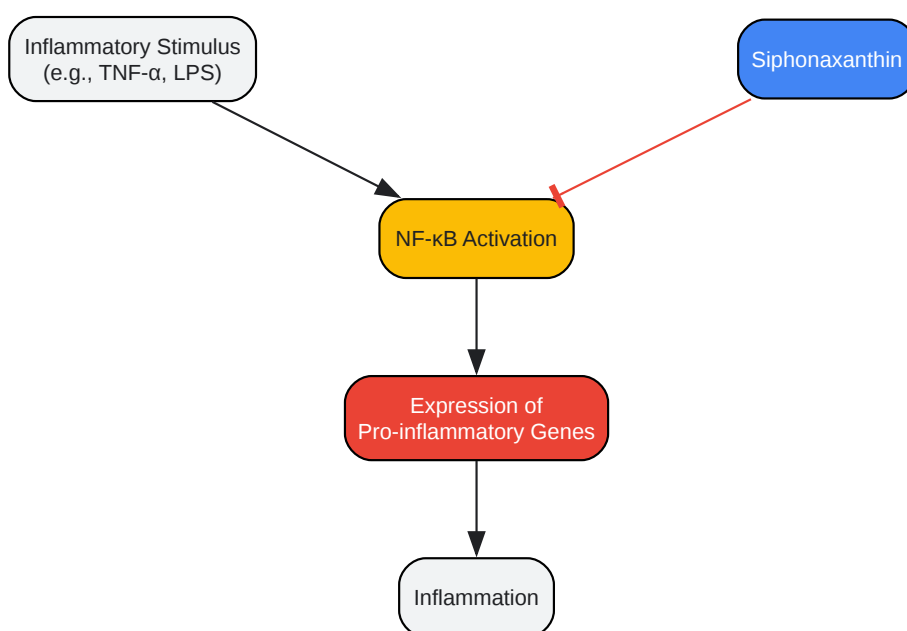 Inflammatory Stimulus
(e.g., TNF-α, LPS)
Siphonaxanthin
NF-κB Activation
Expression of
Pro-inflammatory Genes
Inflammation